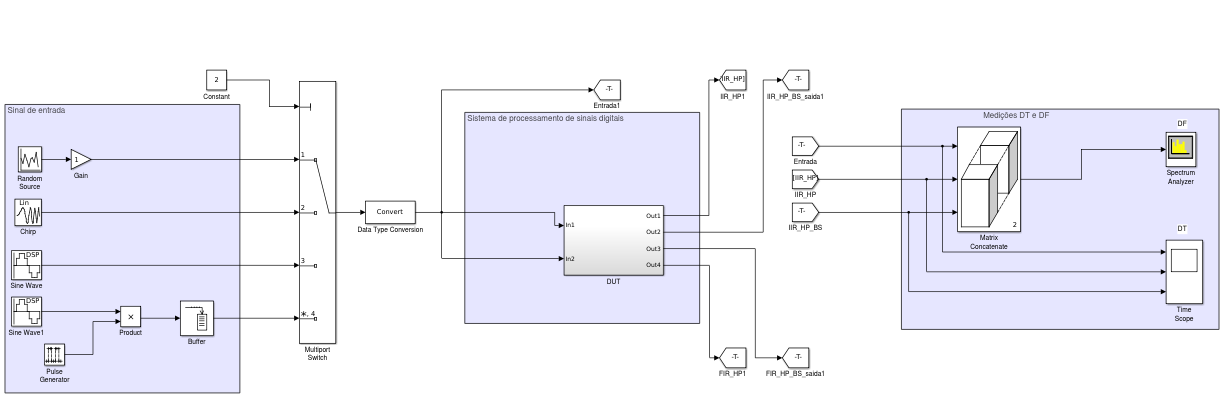 Sinal de entrada
2
Constant
Random
Source
1
Gain
Lin
Chirp
DSP
Sine Wave
DSP
Sine Wave1
×
Product
Pulse
Generator
Buffer
1
2
3
*, 4
Multiport
Switch
Convert
Data Type Conversion
-T-
Entrada1
Sistema de processamento de sinais digitais
In1
In2
Out1
Out2
Out3
Out4
DUT
[IIR_HP]
IIR_HP1
-T-
IIR_HP_BS_saida1
-T-
FIR_HP1
-T-
FIR_HP_BS_saida1
-T-
Entrada
[IIR_HP]
IIR_HP
-T-
IIR_HP_BS
Medições DT e DF
2
Matrix
Concatenate
DF
Spectrum
Analyzer
DT
Time
Scope